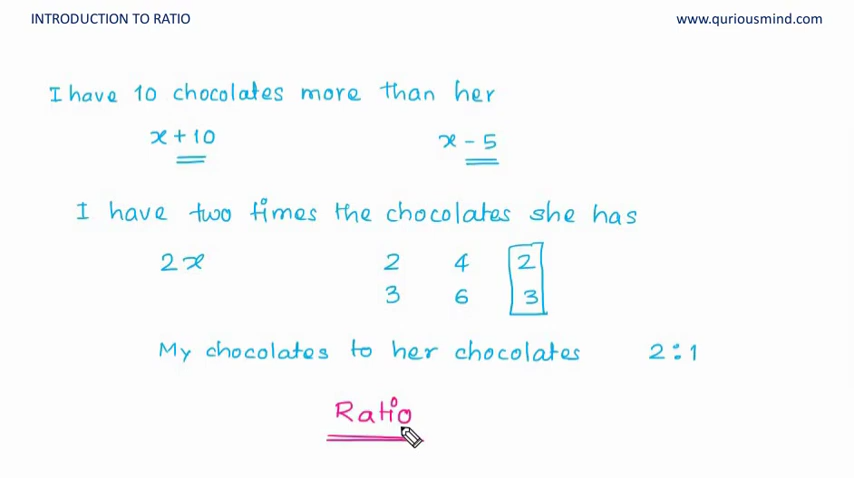 INTRODUCTION TO RATIO www.quriousmind.com
I have 10 chocolates more than her
x + 10 x - 5
I have two times the chocolates she has
2x 2 4 2
3 6 3
My chocolates to her chocolates 2 : 1
Ratio